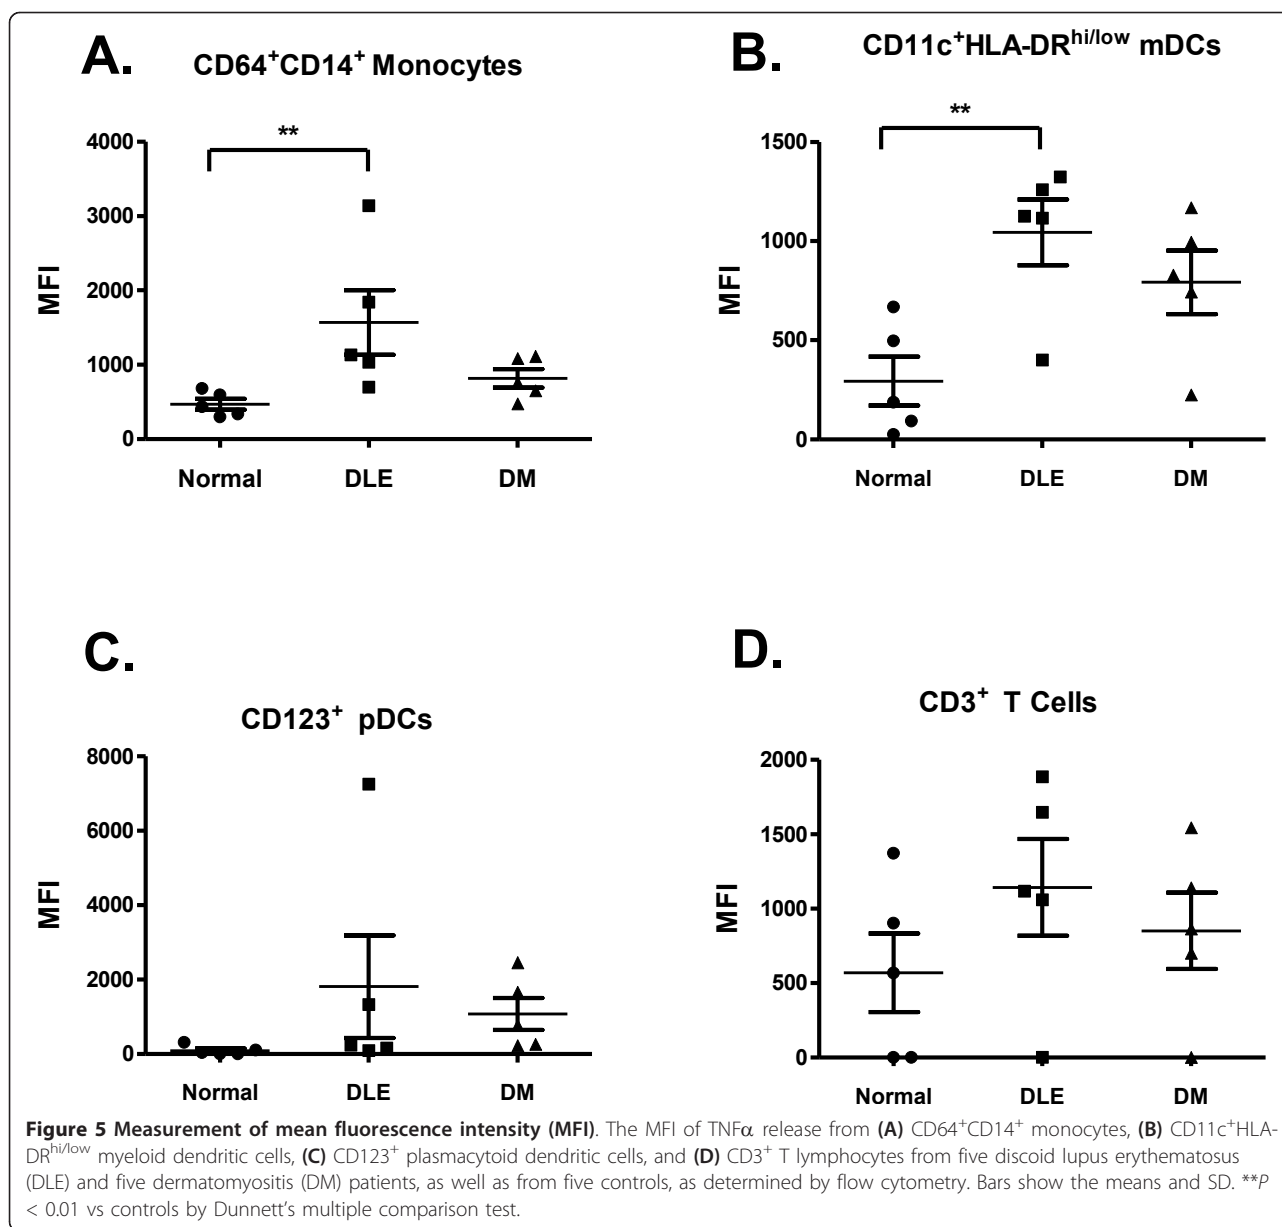 A.
CD64+CD14+ Monocytes
**
4000
3000
2000
1000
0
MFI
Normal DLE DM
B.
CD11c+HLA-DRhi/low mDCs
**
1500
1000
500
0
MFI
Normal DLE DM
C.
CD123+ pDCs
8000
6000
4000
2000
0
MFI
Normal DLE DM
D.
CD3+ T Cells
2000
1500
1000
500
0
MFI
Normal DLE DM
Figure 5 Measurement of mean fluorescence intensity (MFI). The MFI of TNFα release from (A) CD64+CD14+ monocytes, (B) CD11c+HLA-
DRhi/low myeloid dendritic cells, (C) CD123+ plasmacytoid dendritic cells, and (D) CD3+ T lymphocytes from five discoid lupus erythematosus
(DLE) and five dermatomyositis (DM) patients, as well as from five controls, as determined by flow cytometry. Bars show the means and SD. **P
< 0.01 vs controls by Dunnett's multiple comparison test.